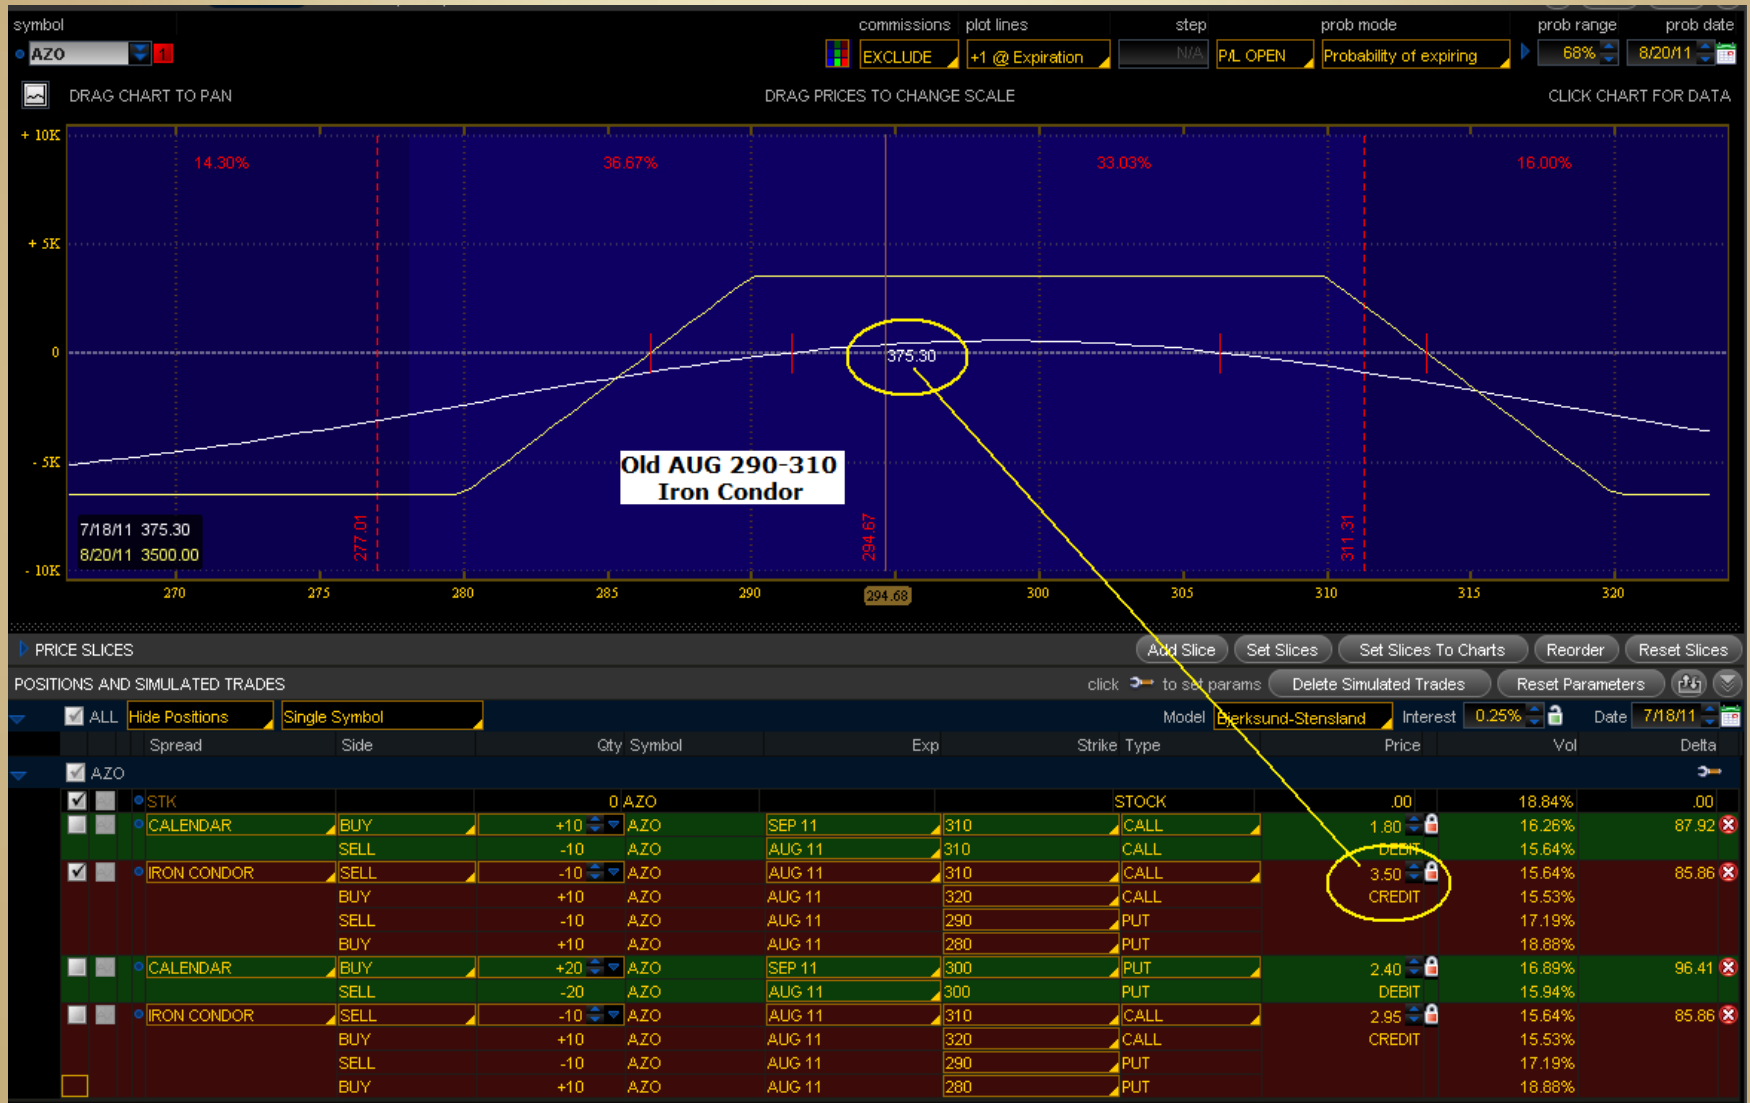 symbol commissions plot lines step prob mode prob range prob date
AZO 1 EXCLUDE +1 @ Expiration N/A P/L OPEN Probability of expiring 68% 8/20/11
DRAG CHART TO PAN DRAG PRICES TO CHANGE SCALE CLICK CHART FOR DATA
+ 10K
14.30% 36.67% 33.03% 16.00%
+ 5K
0
375.30
- 5K
Old AUG 290-310
Iron Condor
277.01 294.67 311.31
7/18/11 375.30
8/20/11 3500.00
- 10K
270 275 280 285 290 294.68 300 305 310 315 320
PRICE SLICES Add Slice Set Slices Set Slices To Charts Reorder Reset Slices
POSITIONS AND SIMULATED TRADES click to set params Delete Simulated Trades Reset Parameters
ALL Hide Positions Single Symbol Model Bjerksund-Stensland Interest 0.25% Date 7/18/11
Spread Side Qty Symbol Exp Strike Type Price Vol Delta
AZO
STK 0 AZO STOCK .00 18.84% .00
CALENDAR BUY +10 AZO SEP 11 310 CALL 1.80 16.26% 87.92
SELL -10 AZO AUG 11 310 CALL DEBIT 15.64%
IRON CONDOR SELL -10 AZO AUG 11 310 CALL 3.50 15.64% 85.86
BUY +10 AZO AUG 11 320 CALL CREDIT 15.53%
SELL -10 AZO AUG 11 290 PUT 17.19%
BUY +10 AZO AUG 11 280 PUT 18.88%
CALENDAR BUY +20 AZO SEP 11 300 PUT 2.40 16.89% 96.41
SELL -20 AZO AUG 11 300 PUT DEBIT 15.94%
IRON CONDOR SELL -10 AZO AUG 11 310 CALL 2.95 15.64% 85.86
BUY +10 AZO AUG 11 320 CALL CREDIT 15.53%
SELL -10 AZO AUG 11 290 PUT 17.19%
BUY +10 AZO AUG 11 280 PUT 18.88%